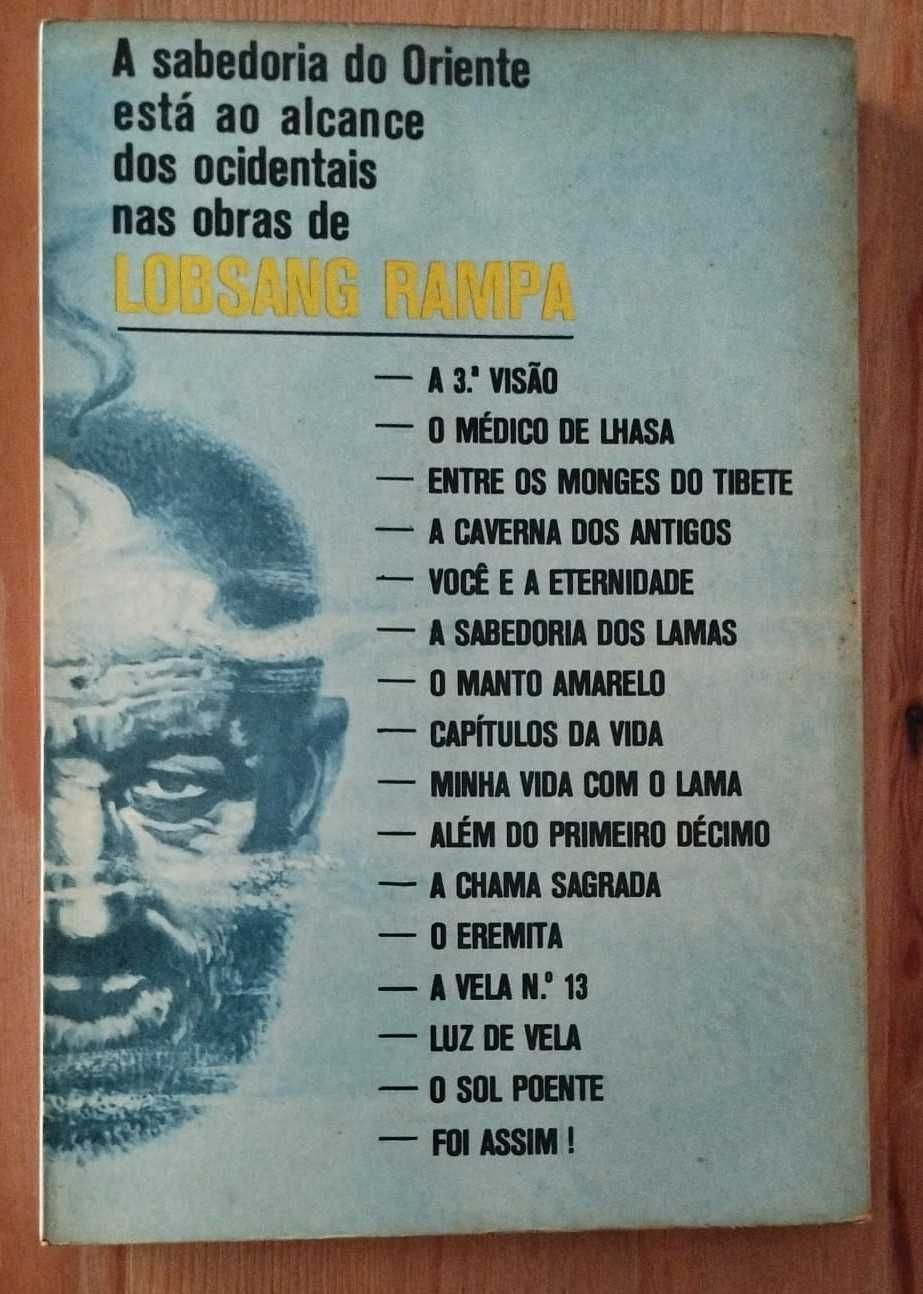 A sabedoria do Oriente
está ao alcance
dos ocidentais
nas obras de
LOBSANG RAMPA
— A 3.ª VISÃO
— O MÉDICO DE LHASA
— ENTRE OS MONGES DO TIBETE
— A CAVERNA DOS ANTIGOS
— VOCÊ E A ETERNIDADE
— A SABEDORIA DOS LAMAS
— O MANTO AMARELO
— CAPÍTULOS DA VIDA
— MINHA VIDA COM O LAMA
— ALÉM DO PRIMEIRO DÉCIMO
— A CHAMA SAGRADA
— O EREMITA
— A VELA N.º 13
— LUZ DE VELA
— O SOL POENTE
— FOI ASSIM !